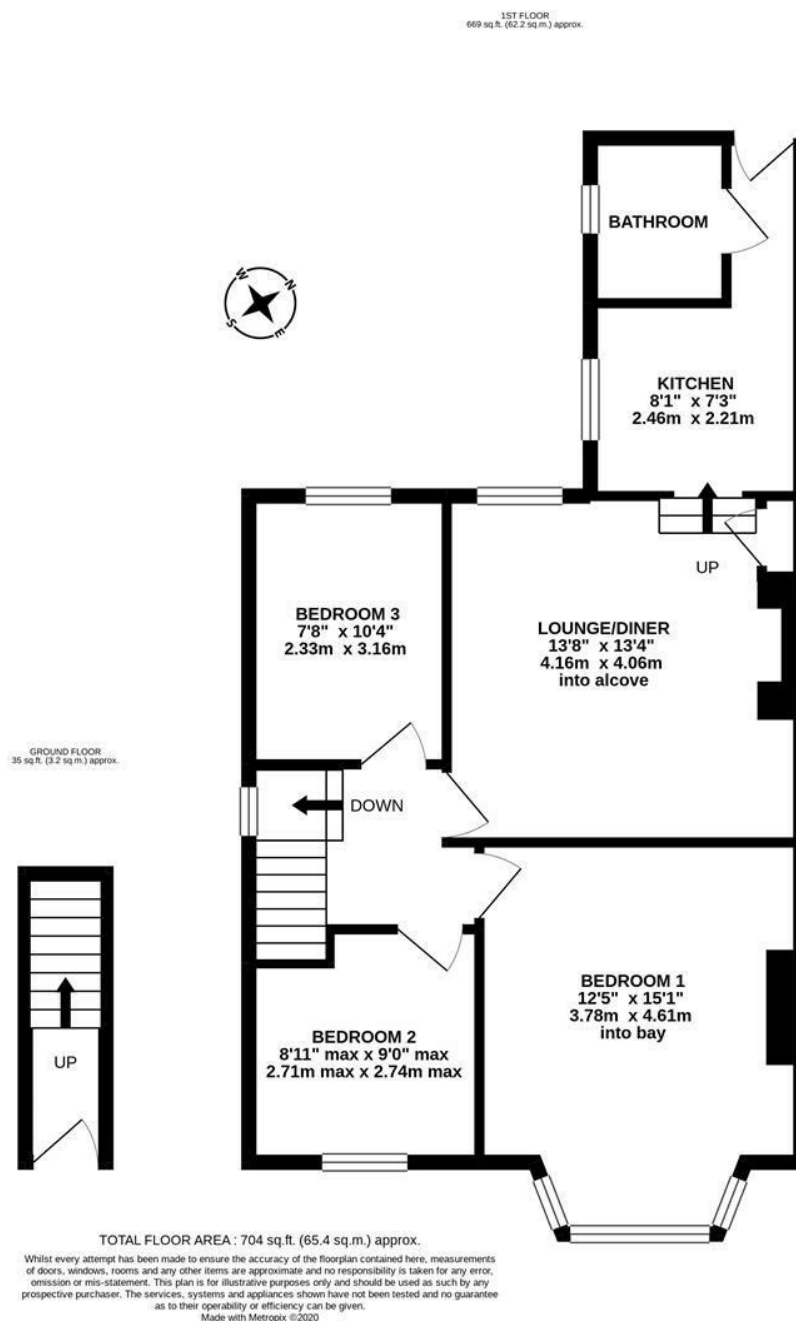 1ST FLOOR
669 sq.ft. (62.2 sq.m.) approx.
BATHROOM
W
N
S
E
KITCHEN
8'1" x 7'3"
2.46m x 2.21m
UP
BEDROOM 3
7'8" x 10'4"
2.33m x 3.16m
LOUNGE/DINER
13'8" x 13'4"
4.16m x 4.06m
into alcove
GROUND FLOOR
35 sq.ft. (3.2 sq.m.) approx.
DOWN
BEDROOM 1
12'5" x 15'1"
3.78m x 4.61m
into bay
BEDROOM 2
8'11" max x 9'0" max
2.71m max x 2.74m max
UP
TOTAL FLOOR AREA : 704 sq.ft. (65.4 sq.m.) approx.
Whilst every attempt has been made to ensure the accuracy of the floorplan contained here, measurements
of doors, windows, rooms and any other items are approximate and no responsibility is taken for any error,
omission or mis-statement. This plan is for illustrative purposes only and should be used as such by any
prospective purchaser. The services, systems and appliances shown have not been tested and no guarantee
as to their operability or efficiency can be given.
Made with Metropix ©2020